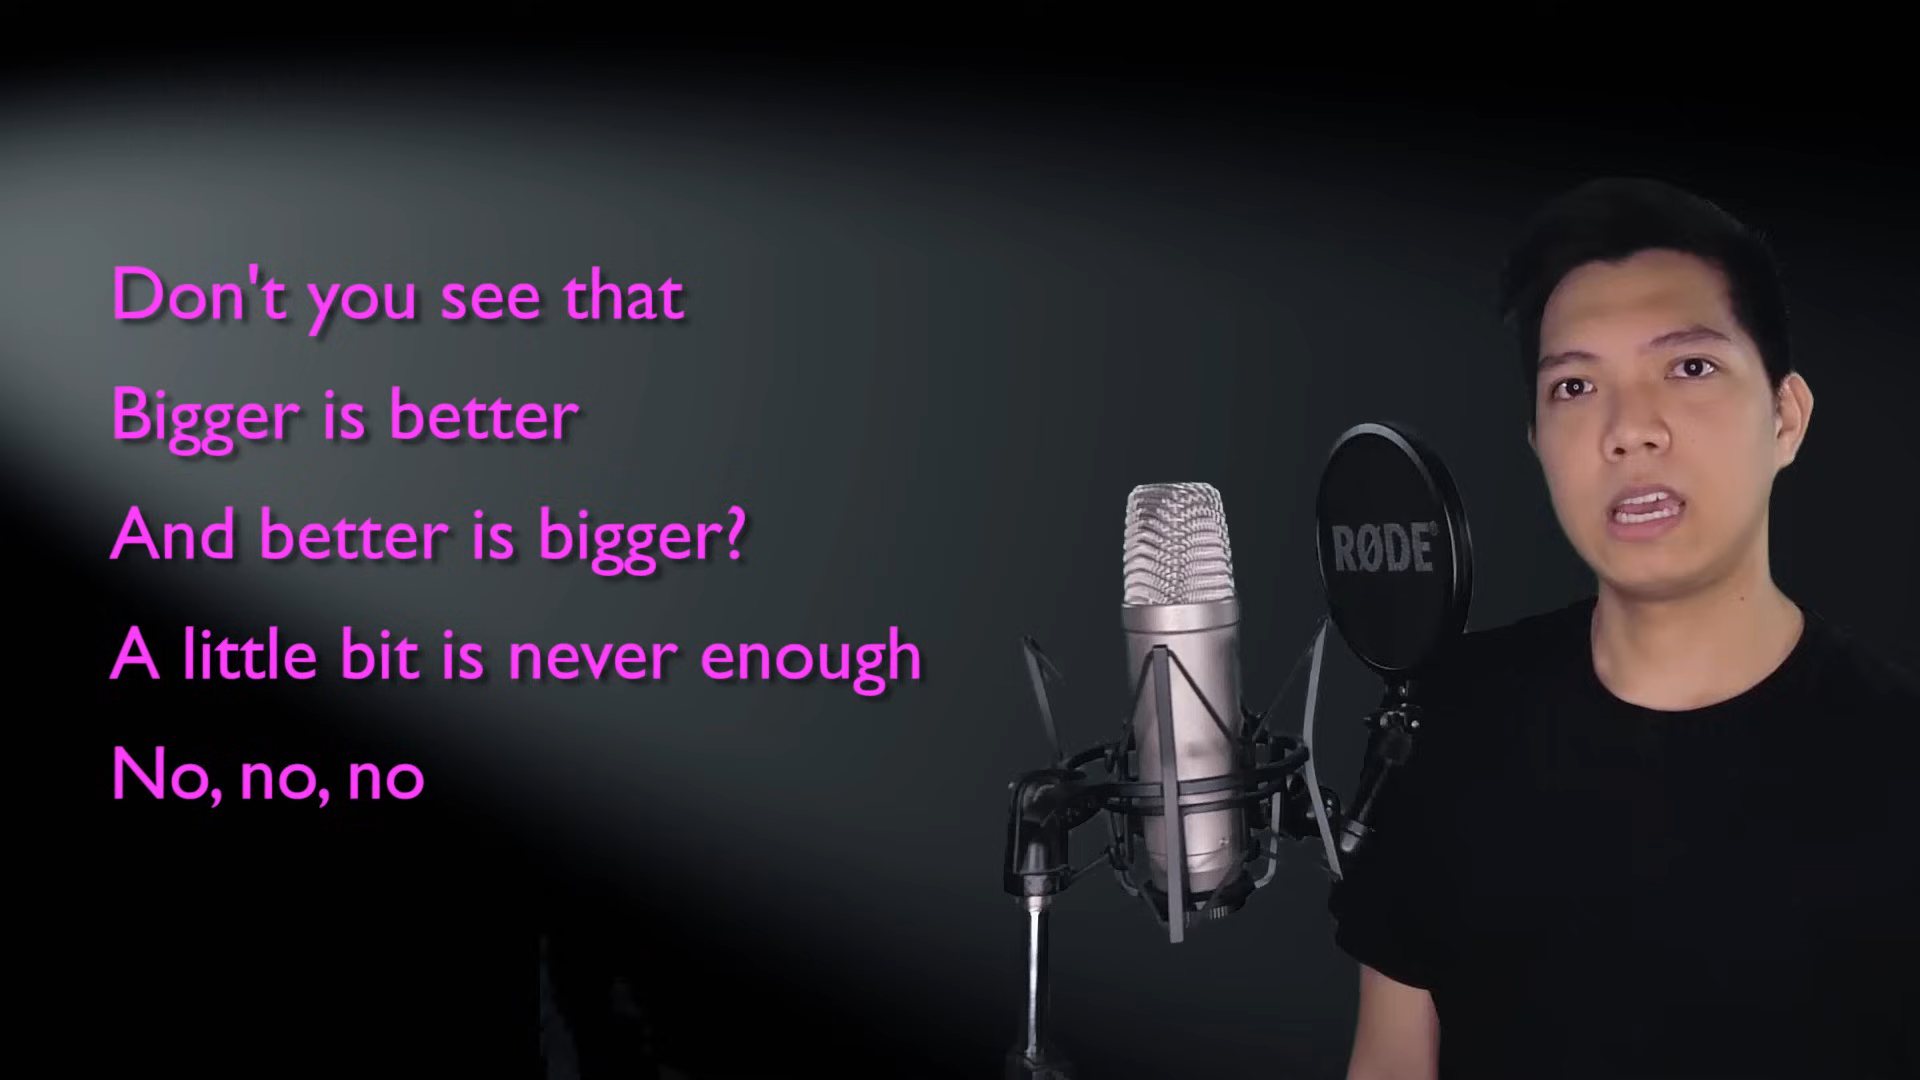 Don't you see that
Bigger is better
And better is bigger?
A little bit is never enough
No, no, no
RØDE